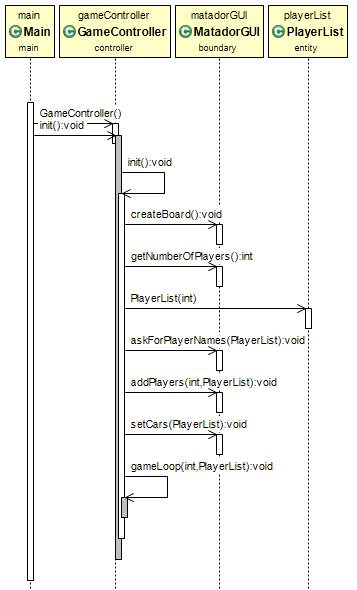 main gameController matadorGUI playerList
C Main C GameController C MatadorGUI C PlayerList
main controller boundary entity
GameController()
init():void
init():void
createBoard():void
getNumberOfPlayers():int
PlayerList(int)
askForPlayerNames(PlayerList):void
addPlayers(int,PlayerList):void
setCars(PlayerList):void
gameLoop(int,PlayerList):void